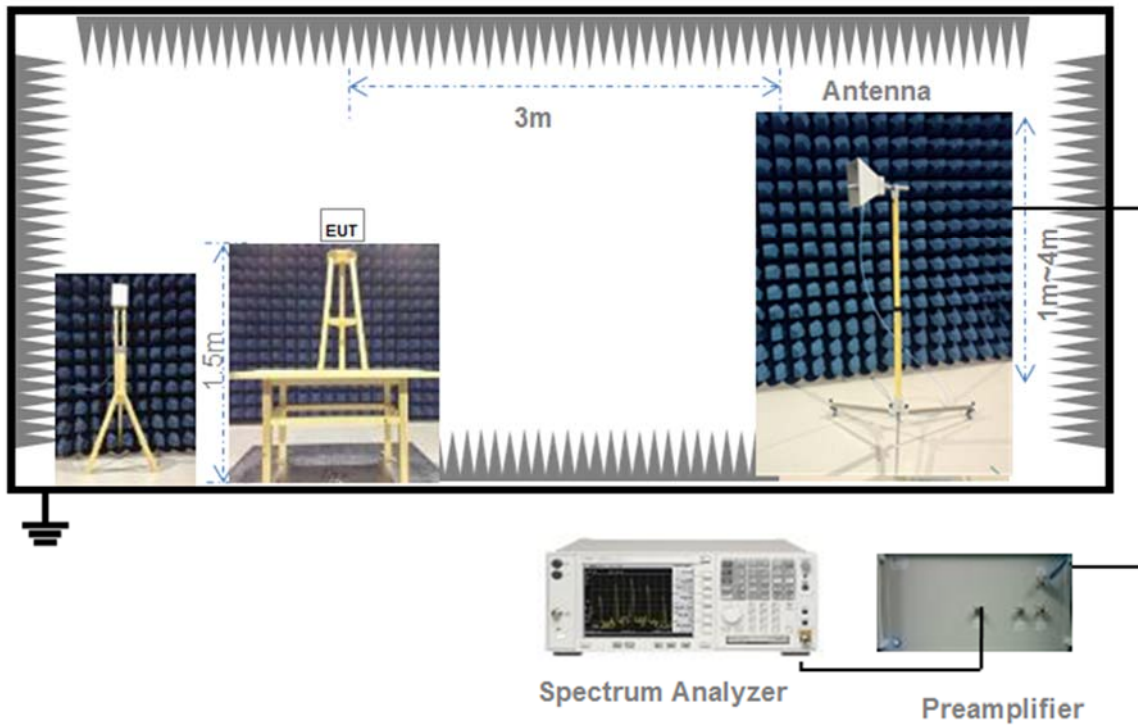 Antenna
3m
EUT
1.5m
1m~4m
Spectrum Analyzer
Preamplifier